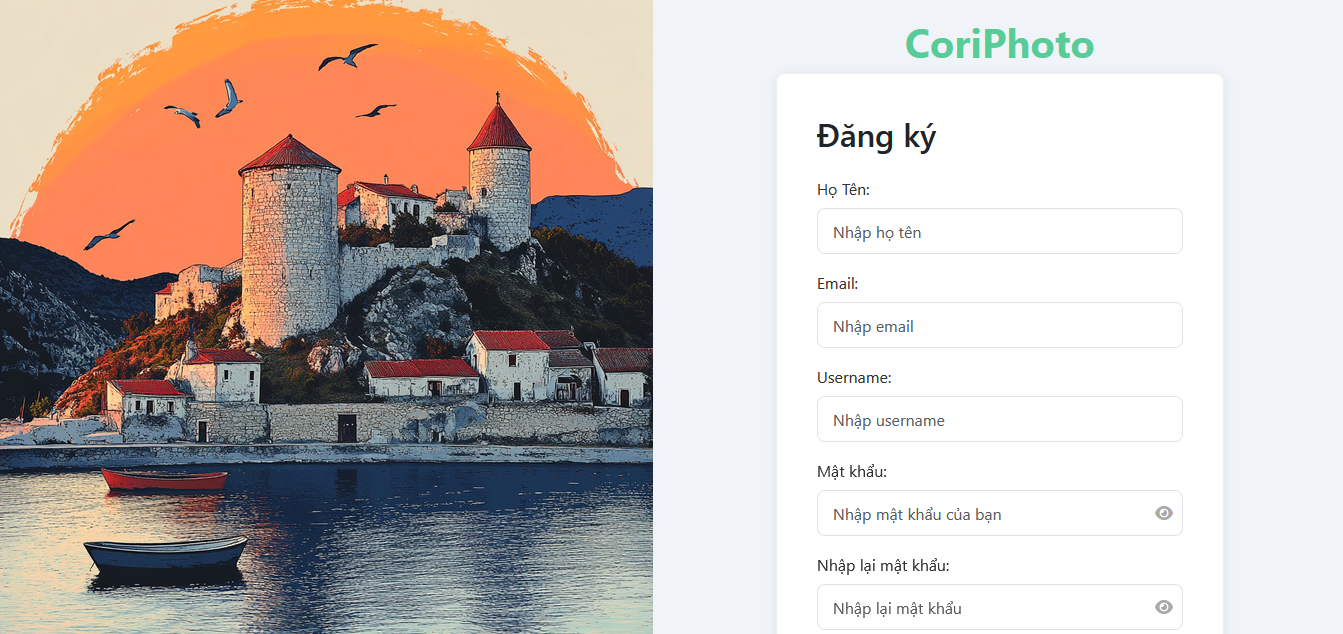 CoriPhoto
Đăng ký
Họ Tên:
Nhập họ tên
Email:
Nhập email
Username:
Nhập username
Mật khẩu:
Nhập mật khẩu của bạn
Nhập lại mật khẩu:
Nhập lại mật khẩu